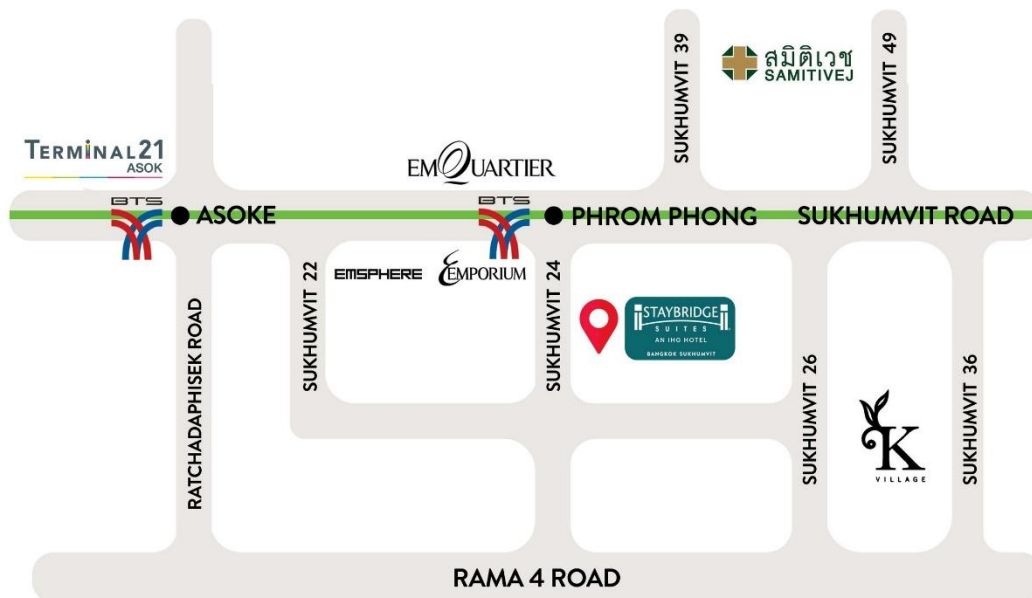 SUKHUMVIT 39
สมิติเวช
SAMITIVEJ
SUKHUMVIT 49
TERMINAL21
ASOK
EMQUARTIER
BTS
ASOKE
BTS
PHROM PHONG
SUKHUMVIT ROAD
RATCHADAPHISEK ROAD
SUKHUMVIT 22
EMSPHERE
EMPORIUM
SUKHUMVIT 24
STAYBRIDGE
SUITES
AN IHG HOTEL
BANGKOK SUKHUMVIT
SUKHUMVIT 26
K
VILLAGE
SUKHUMVIT 36
RAMA 4 ROAD